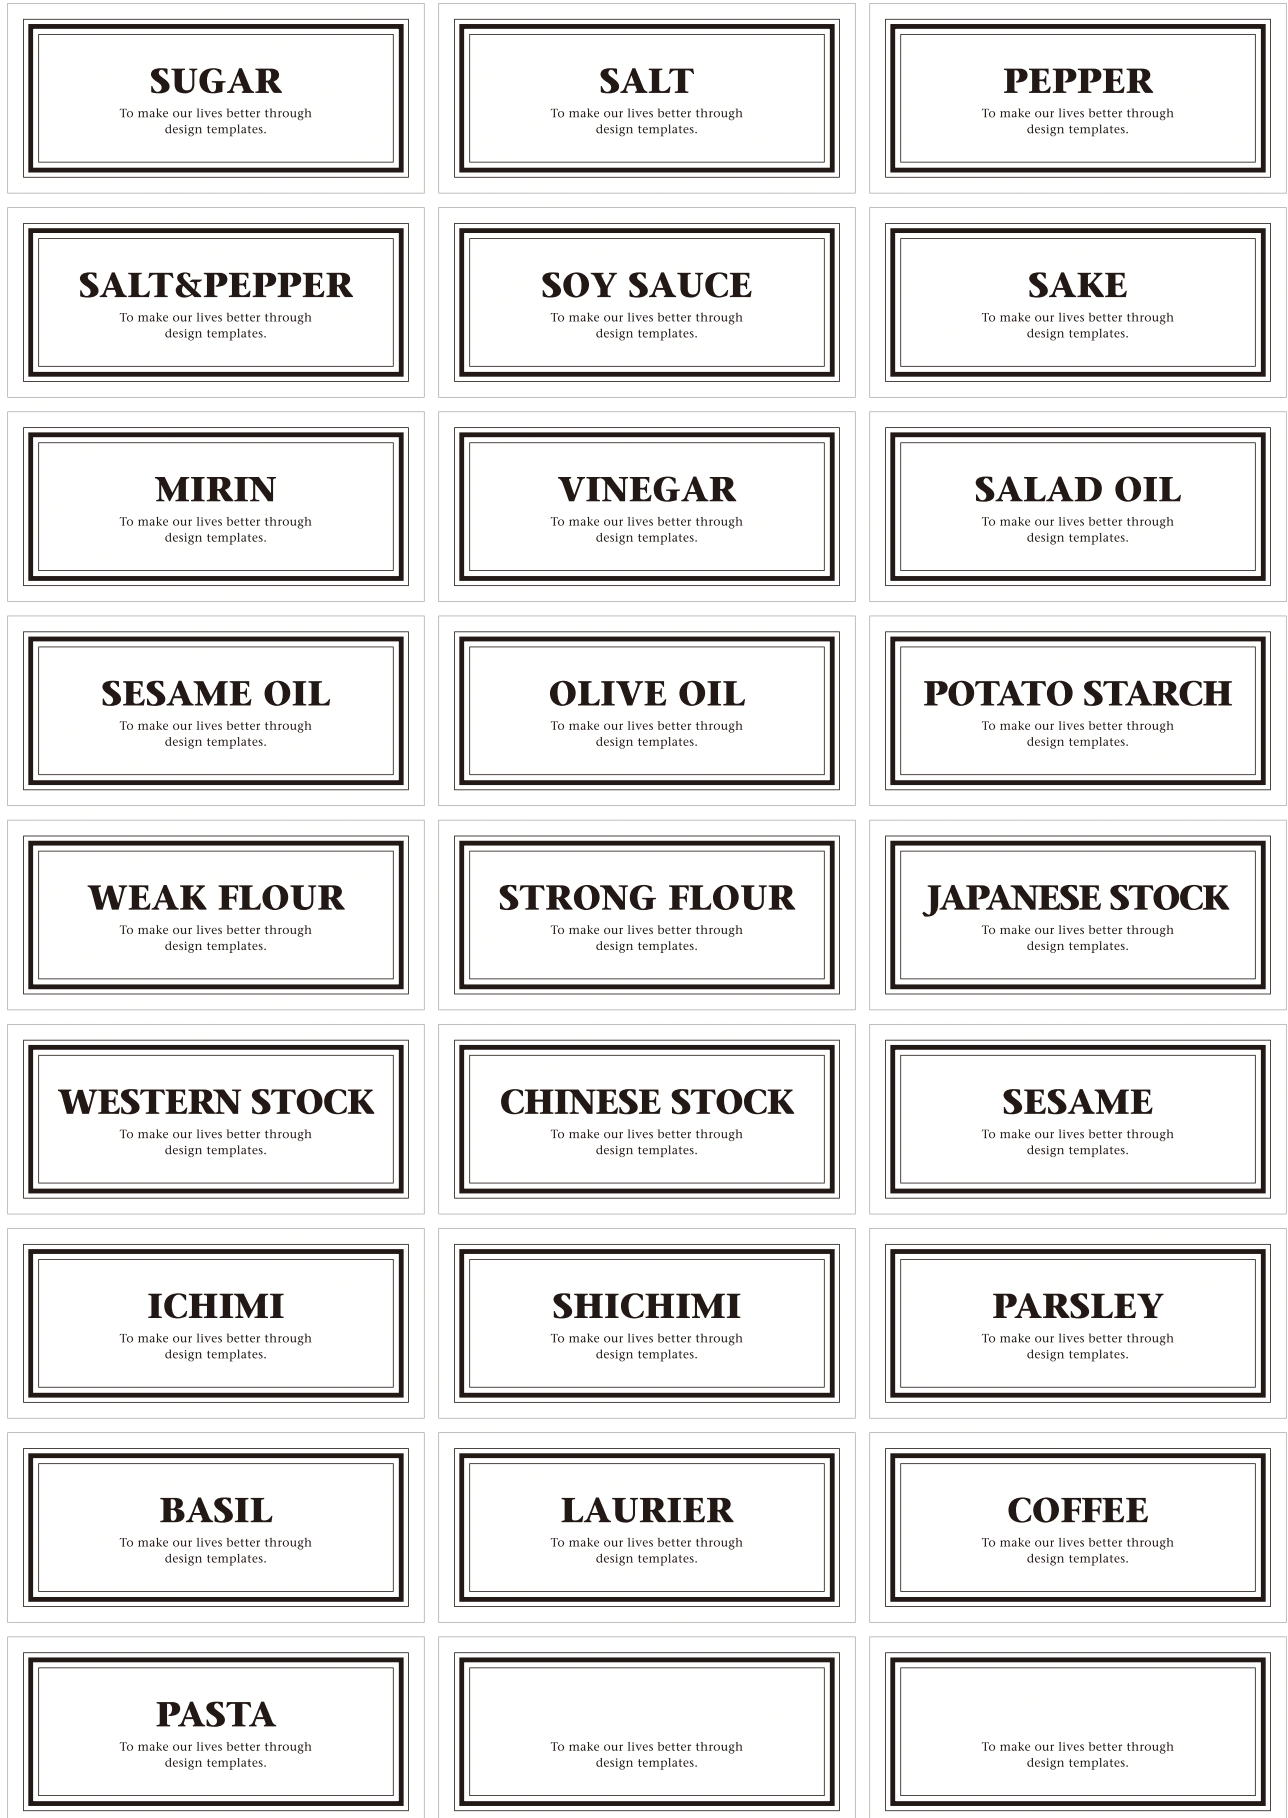 SUGAR
To make our lives better through
design templates.
SALT
To make our lives better through
design templates.
PEPPER
To make our lives better through
design templates.
SALT&PEPPER
To make our lives better through
design templates.
SOY SAUCE
To make our lives better through
design templates.
SAKE
To make our lives better through
design templates.
MIRIN
To make our lives better through
design templates.
VINEGAR
To make our lives better through
design templates.
SALAD OIL
To make our lives better through
design templates.
SESAME OIL
To make our lives better through
design templates.
OLIVE OIL
To make our lives better through
design templates.
POTATO STARCH
To make our lives better through
design templates.
WEAK FLOUR
To make our lives better through
design templates.
STRONG FLOUR
To make our lives better through
design templates.
JAPANESE STOCK
To make our lives better through
design templates.
WESTERN STOCK
To make our lives better through
design templates.
CHINESE STOCK
To make our lives better through
design templates.
SESAME
To make our lives better through
design templates.
ICHIMI
To make our lives better through
design templates.
SHICHIMI
To make our lives better through
design templates.
PARSLEY
To make our lives better through
design templates.
BASIL
To make our lives better through
design templates.
LAURIER
To make our lives better through
design templates.
COFFEE
To make our lives better through
design templates.
PASTA
To make our lives better through
design templates.
To make our lives better through
design templates.
To make our lives better through
design templates.